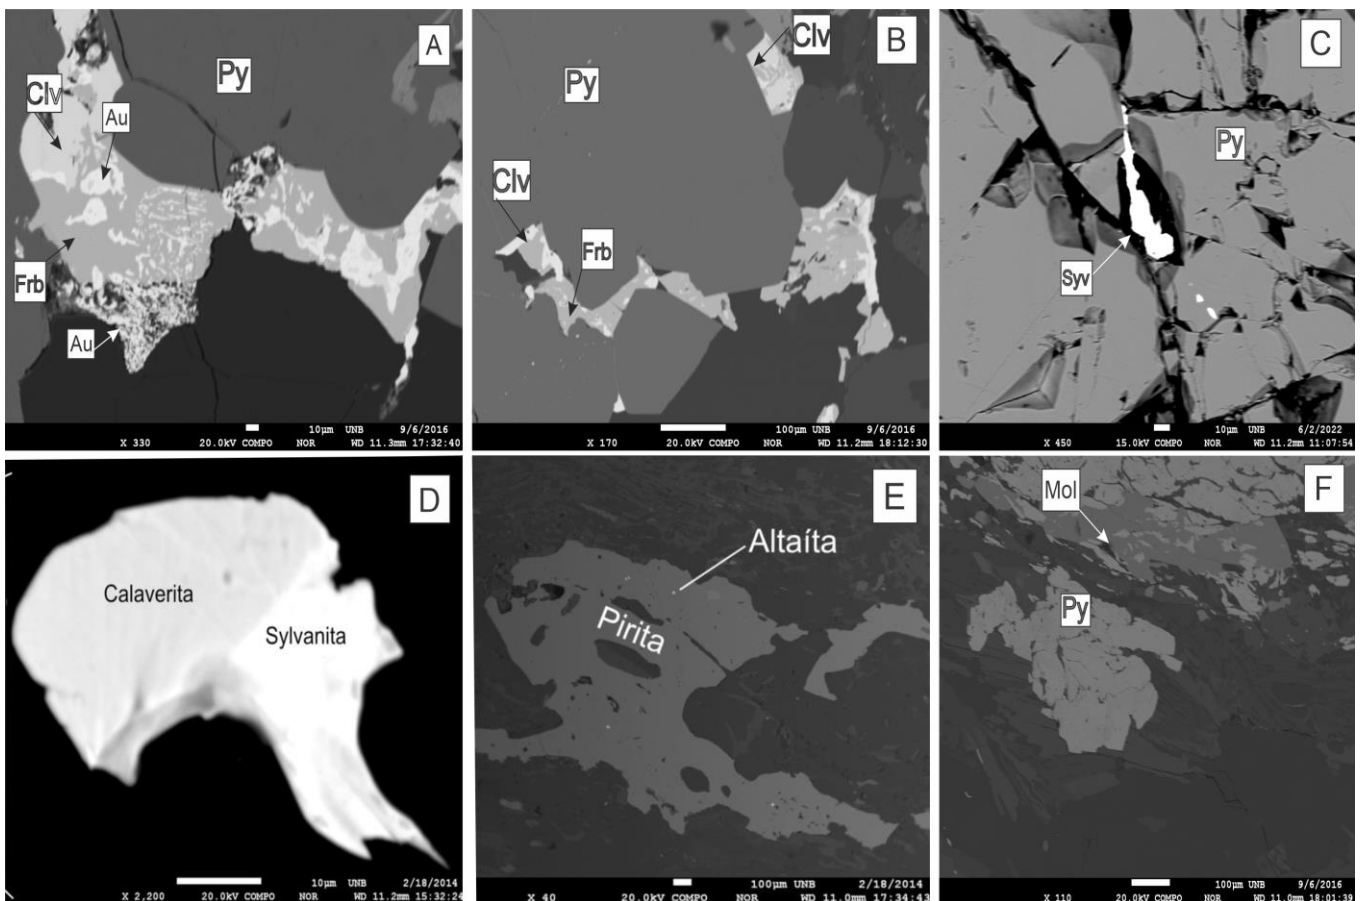 A
Py
Clv
Au
Frb
Au
10µm UNB 9/6/2016
X 330 20.0kV COMPO NOR WD 11.3mm 17:32:40
B
Clv
Py
Clv
Frb
100µm UNB 9/6/2016
X 170 20.0kV COMPO NOR WD 11.2mm 18:12:30
C
Py
Syv
10µm UNB 6/2/2022
X 450 15.0kV COMPO NOR WD 11.2mm 11:07:54
D
Calaverita
Sylvanita
10µm UNB 2/18/2014
X 2,200 20.0kV COMPO NOR WD 11.2mm 15:32:24
E
Altaíta
Pirita
100µm UNB 2/18/2014
X 40 20.0kV COMPO NOR WD 11.0mm 17:34:43
F
Mol
Py
100µm UNB 9/6/2016
X 110 20.0kV COMPO NOR WD 11.0mm 18:01:39